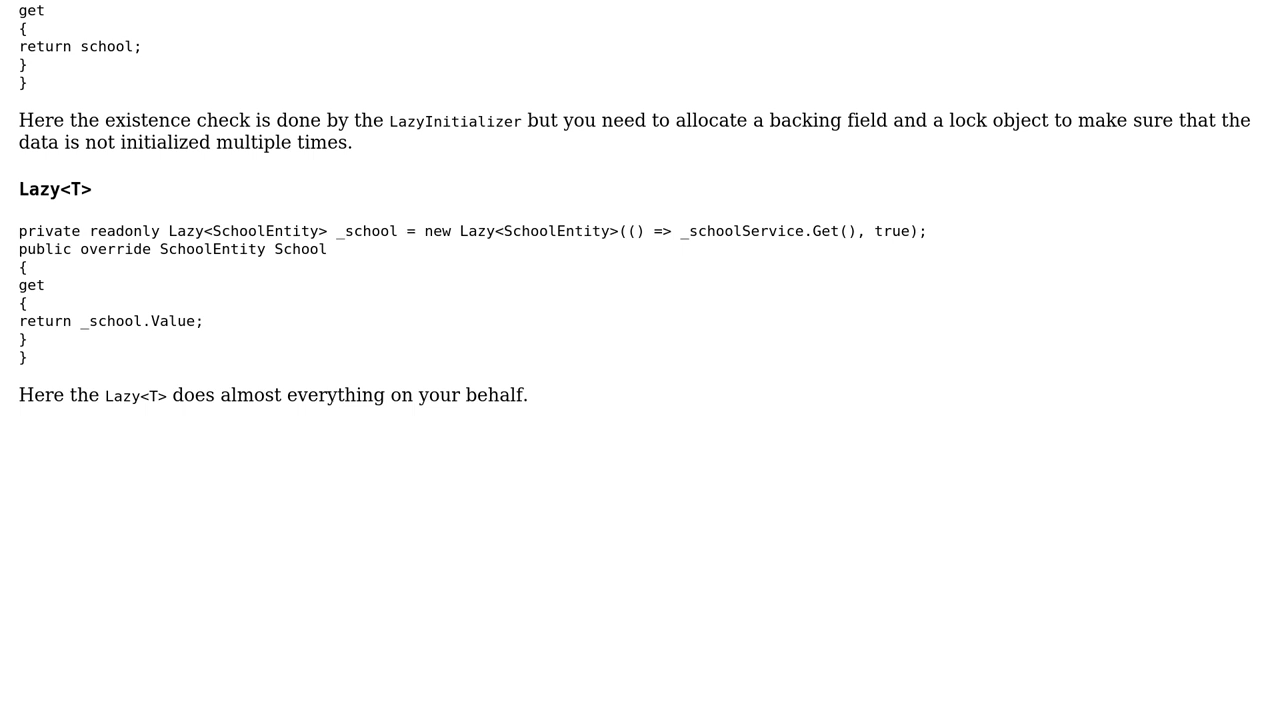 get
{
return school;
}
}
Here the existence check is done by the LazyInitializer but you need to allocate a backing field and a lock object to make sure that the
data is not initialized multiple times.
Lazy<T>
private readonly Lazy<SchoolEntity> _school = new Lazy<SchoolEntity>(() => _schoolService.Get(), true);
public override SchoolEntity School
{
get
{
return _school.Value;
}
}
Here the Lazy<T> does almost everything on your behalf.